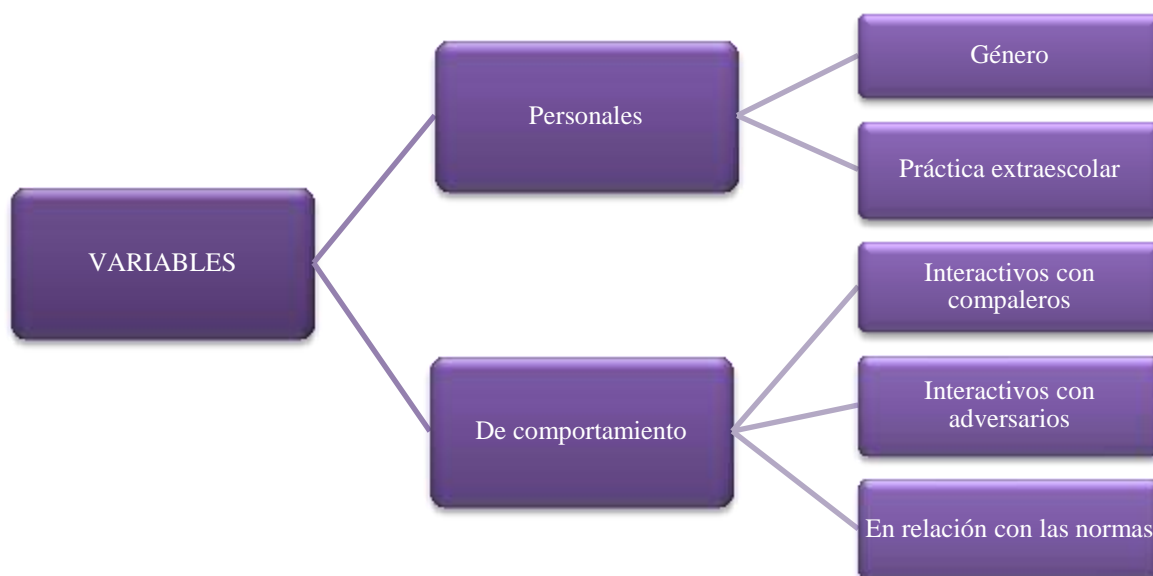 VARIABLES
Personales
Género
Práctica extraescolar
De comportamiento
Interactivos con
compaleros
Interactivos con
adversarios
En relación con las normas